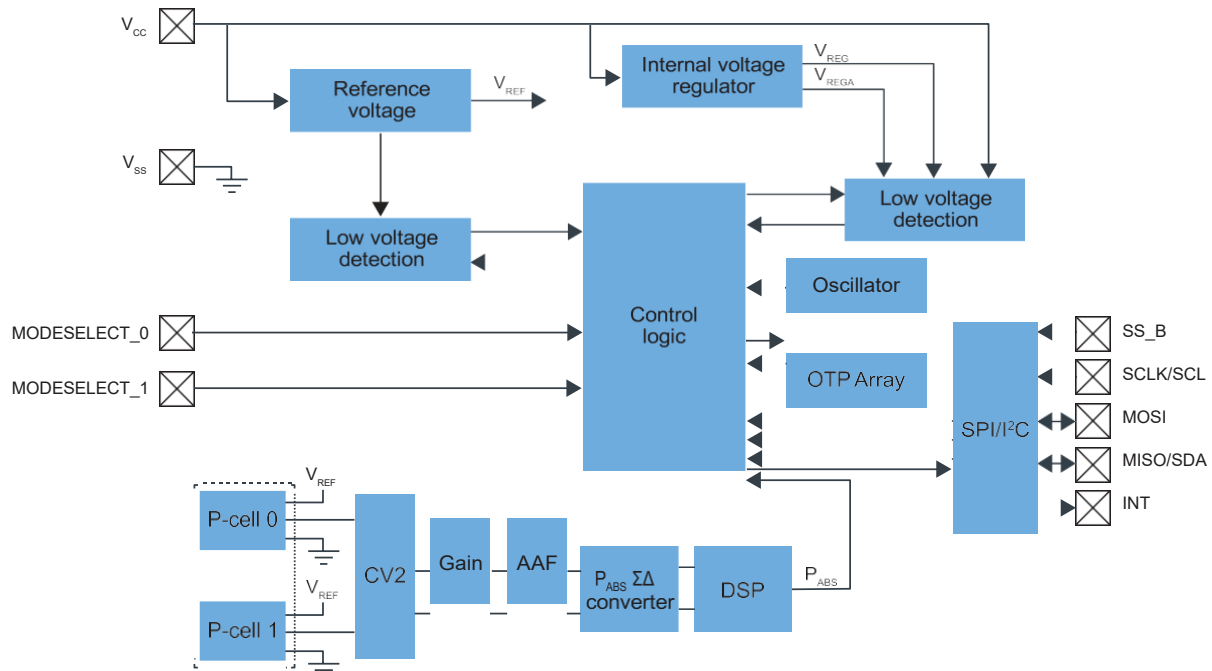 VCC
Reference
voltage
VREF
Internal voltage
regulator
VREG
VREGA
VSS
Low voltage
detection
Low voltage
detection
Control
logic
Oscillator
OTP Array
MODESELECT_0
MODESELECT_1
SPI/I²C
SS_B
SCLK/SCL
MOSI
MISO/SDA
INT
P-cell 0
VREF
P-cell 1
VREF
CV2
Gain
AAF
PABS ΣΔ
converter
DSP
PABS